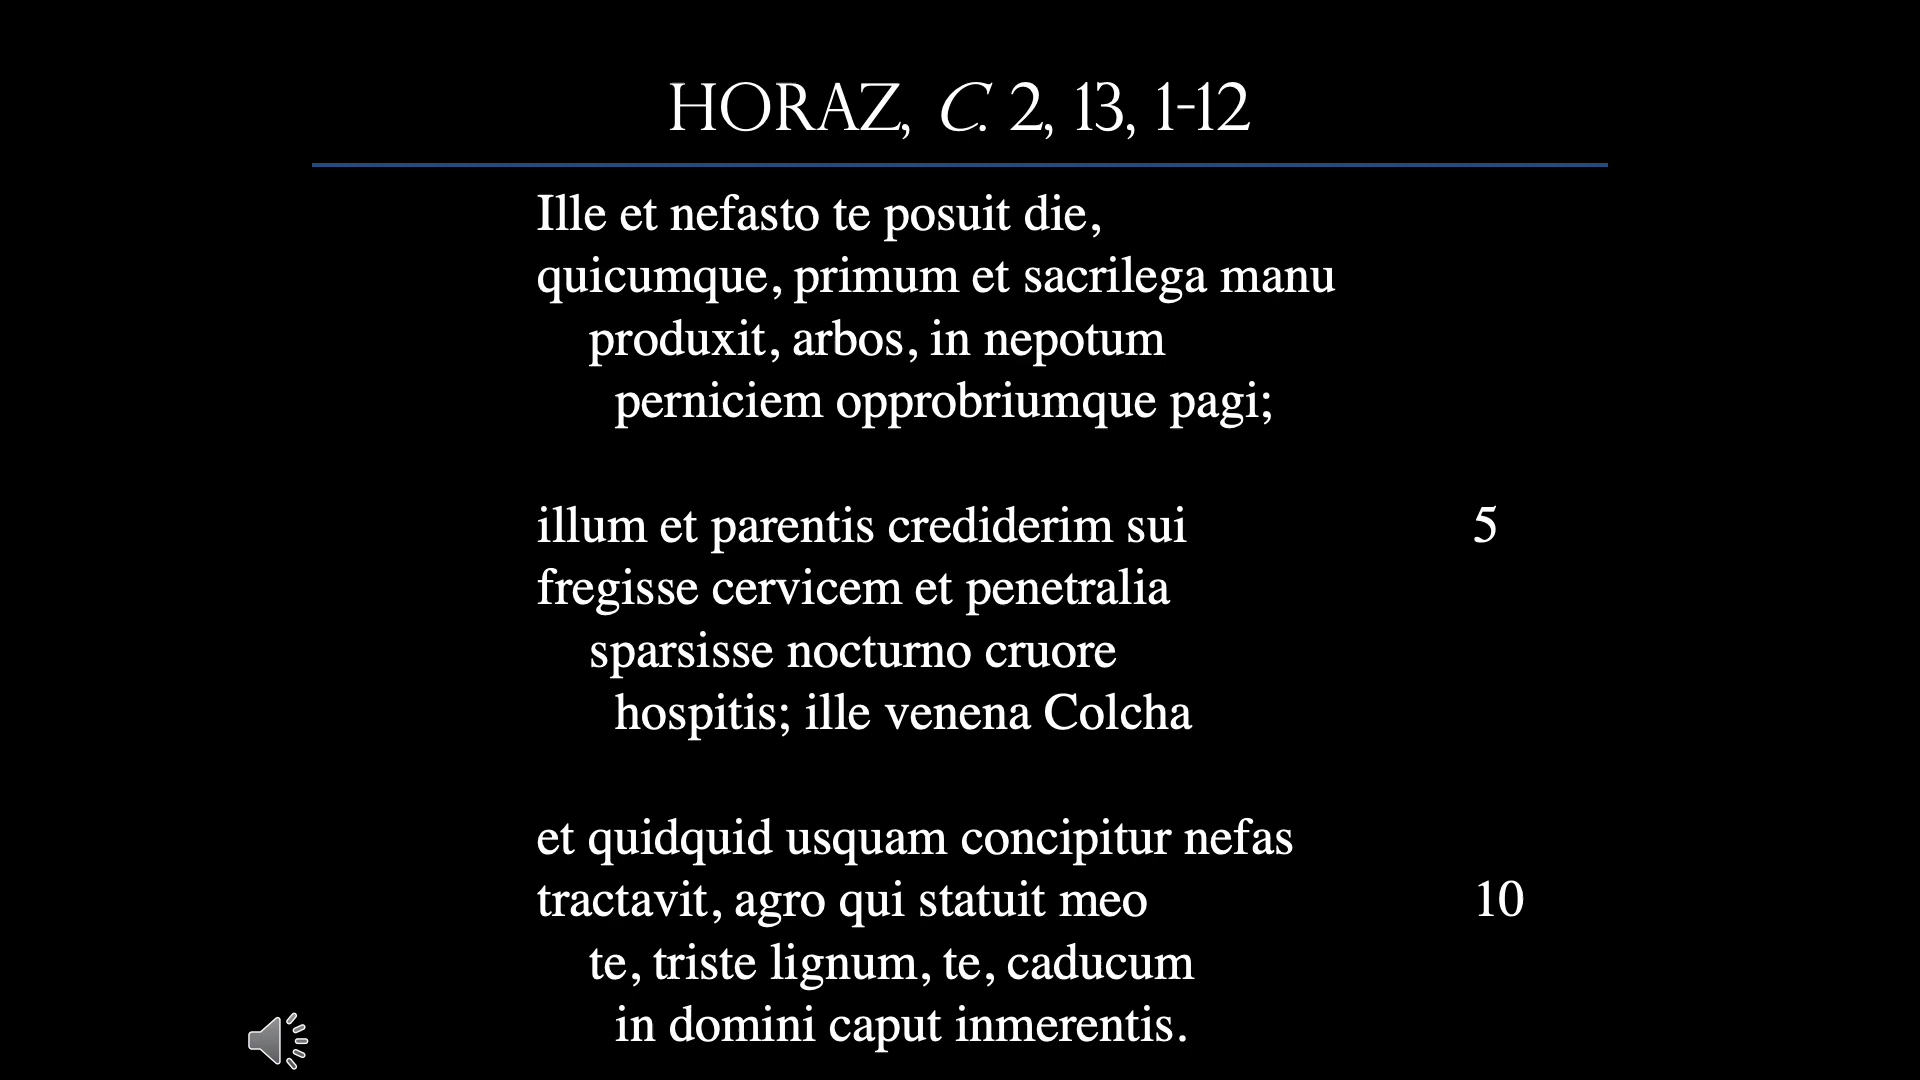 HORAZ, C. 2, 13, 1-12
Ille et nefasto te posuit die,
quicumque, primum et sacrilega manu
produxit, arbos, in nepotum
perniciem opprobriumque pagi;
illum et parentis crediderim sui 5
fregisse cervicem et penetralia
sparsisse nocturno cruore
hospitis; ille venena Colcha
et quidquid usquam concipitur nefas
tractavit, agro qui statuit meo 10
te, triste lignum, te, caducum
in domini caput inmerentis.